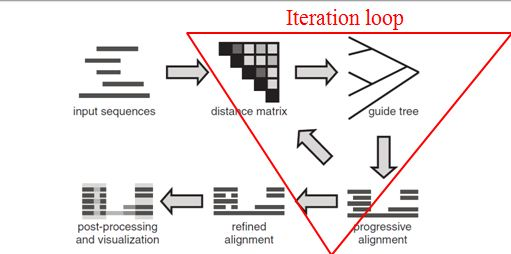 Iteration loop
input sequences
distance matrix
guide tree
post-processing
and visualization
refined
alignment
progressive
alignment